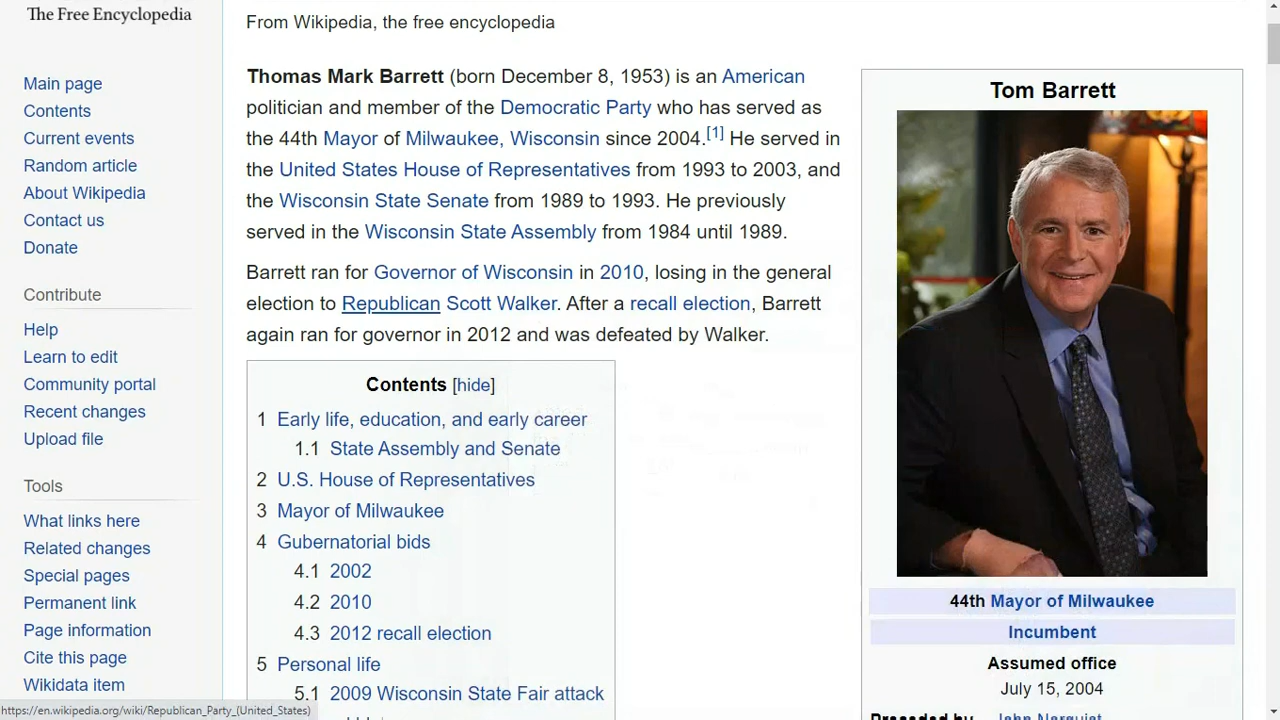 The Free Encyclopedia
Main page
Contents
Current events
Random article
About Wikipedia
Contact us
Donate
Contribute
Help
Learn to edit
Community portal
Recent changes
Upload file
Tools
What links here
Related changes
Special pages
Permanent link
Page information
Cite this page
Wikidata item
https://en.wikipedia.org/wiki/Republican_Party_(United_States)
From Wikipedia, the free encyclopedia
Thomas Mark Barrett (born December 8, 1953) is an American
politician and member of the Democratic Party who has served as
the 44th Mayor of Milwaukee, Wisconsin since 2004.[1] He served in
the United States House of Representatives from 1993 to 2003, and
the Wisconsin State Senate from 1989 to 1993. He previously
served in the Wisconsin State Assembly from 1984 until 1989.
Barrett ran for Governor of Wisconsin in 2010, losing in the general
election to Republican Scott Walker. After a recall election, Barrett
again ran for governor in 2012 and was defeated by Walker.
Contents [hide]
1 Early life, education, and early career
1.1 State Assembly and Senate
2 U.S. House of Representatives
3 Mayor of Milwaukee
4 Gubernatorial bids
4.1 2002
4.2 2010
4.3 2012 recall election
5 Personal life
5.1 2009 Wisconsin State Fair attack
Tom Barrett
44th Mayor of Milwaukee
Incumbent
Assumed office
July 15, 2004
Preceded by John Norquist